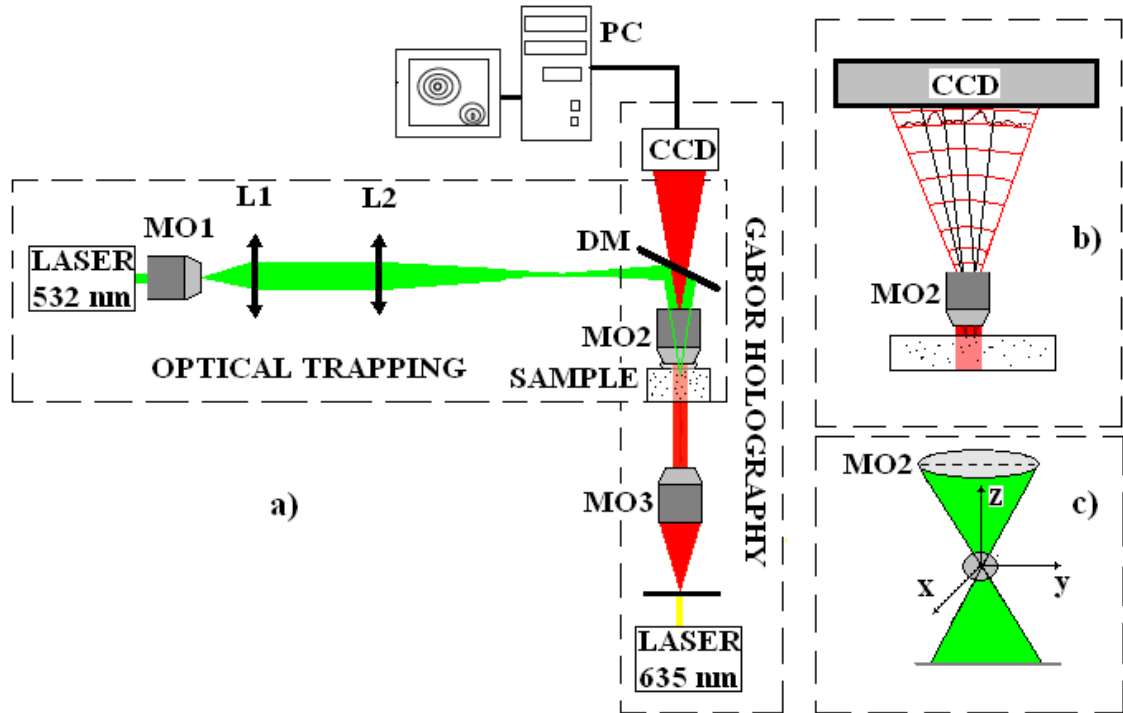 PC
CCD
L1
L2
MO1
DM
LASER
532 nm
MO2
OPTICAL TRAPPING
SAMPLE
GABOR HOLOGRAPHY
a)
MO3
LASER
635 nm
CCD
b)
MO2
MO2
z
c)
x
y